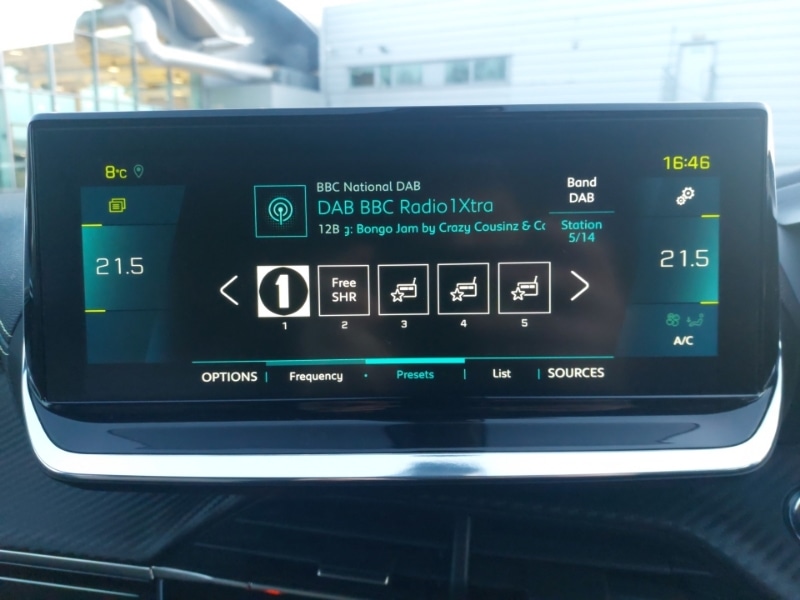 8°C
16:46
BBC National DAB
DAB BBC Radio1Xtra
12B g: Bongo Jam by Crazy Cousinz & Co
Band
DAB
Station
5/14
21.5
21.5
1
Free
SHR
1
2
3
4
5
A/C
OPTIONS
Frequency
Presets
List
SOURCES